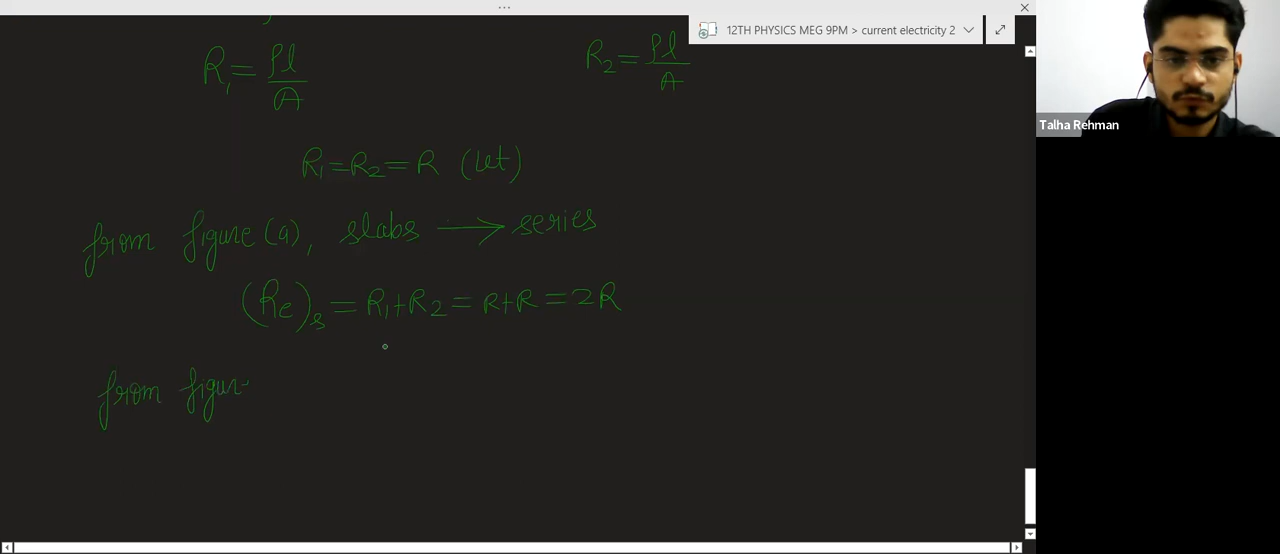 12TH PHYSICS MEG 9PM > current electricity 2
R₁ = ρl/A
R₂ = ρl/A
R₁ = R₂ = R (let)
from figure (a), slabs → series
(Re)s = R₁ + R₂ = R + R = 2R
from figur
Talha Rehman